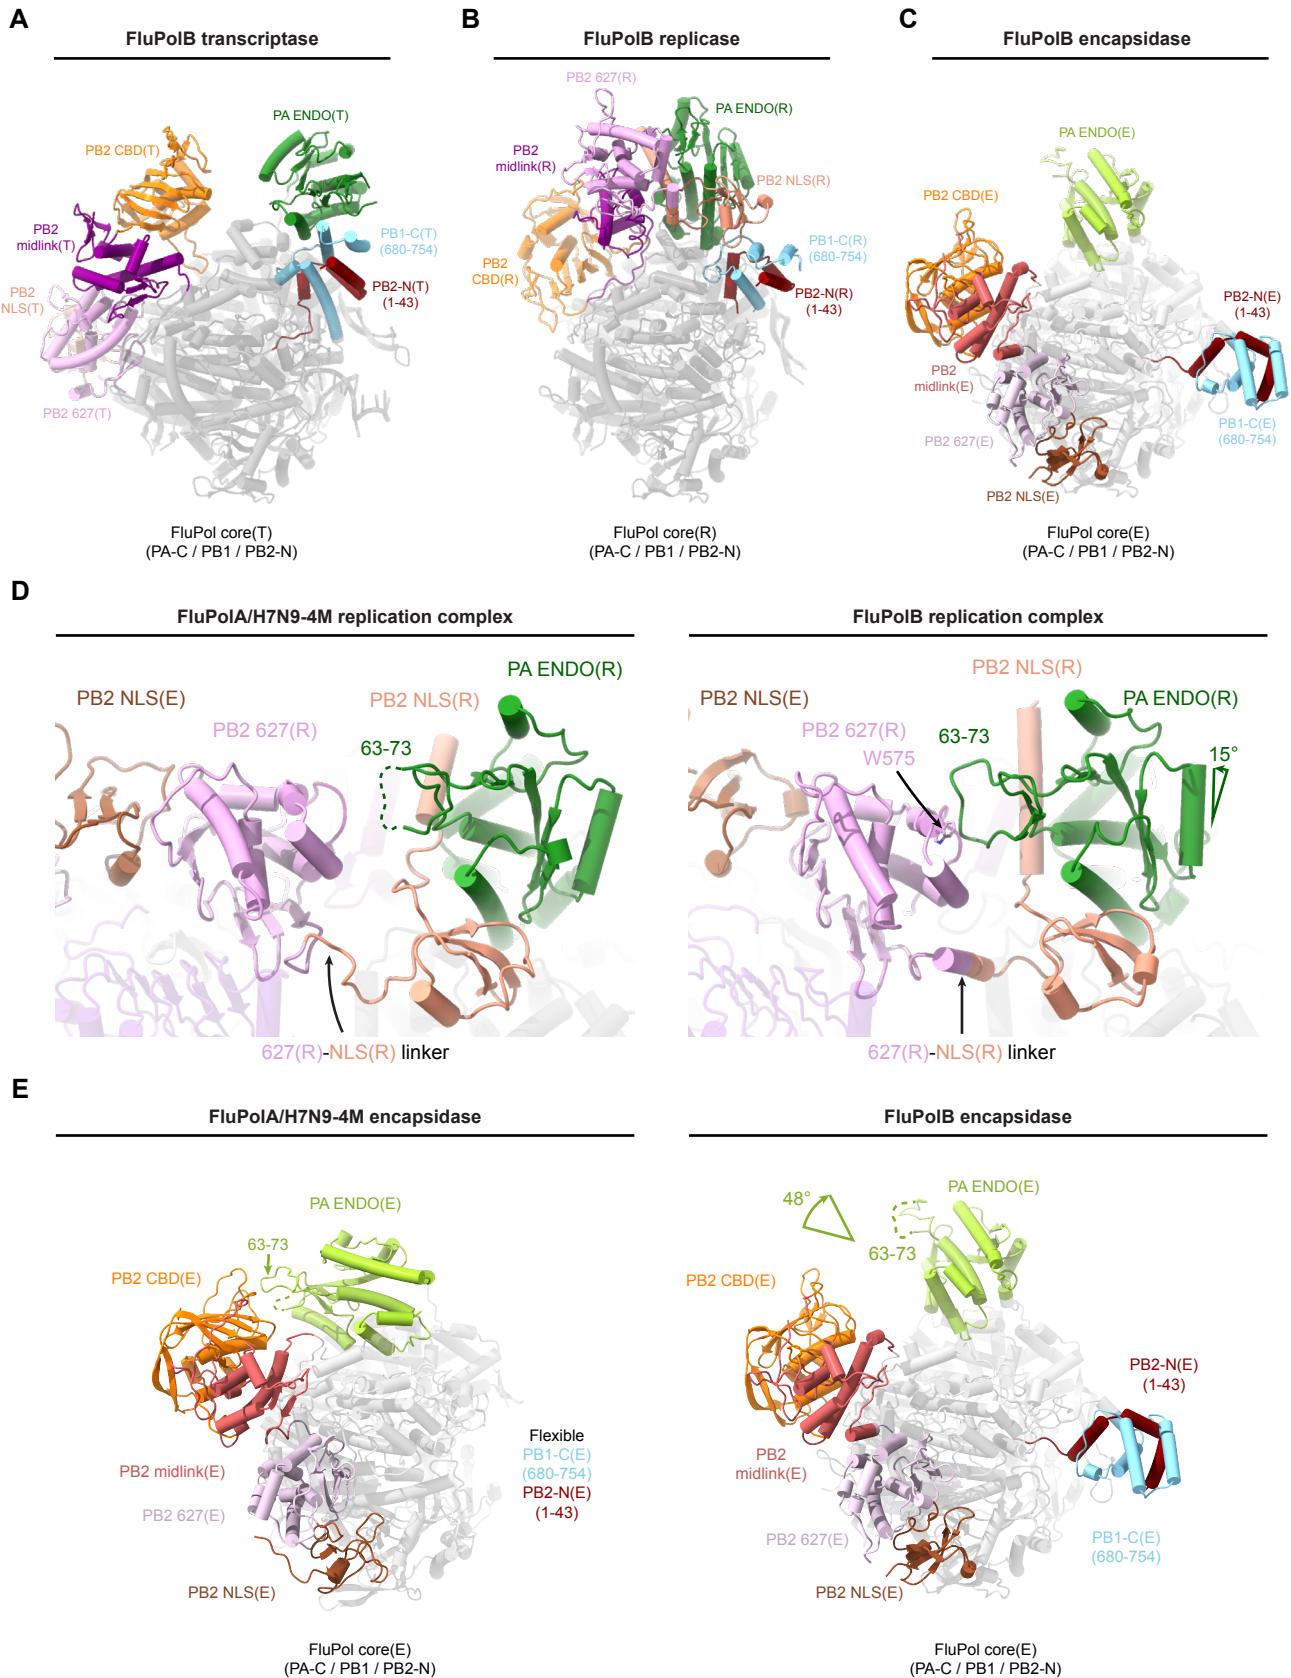 A
FluPolB transcriptase
PA ENDO(T)
PB2 CBD(T)
PB2
midlink(T)
PB1-C(T)
(680-754)
PB2
NLS(T)
PB2-N(T)
(1-43)
PB2 627(T)
FluPol core(T)
(PA-C / PB1 / PB2-N)
B
FluPolB replicase
PB2 627(R)
PA ENDO(R)
PB2
midlink(R)
PB2 NLS(R)
PB1-C(R)
(680-754)
PB2
CBD(R)
PB2-N(R)
(1-43)
FluPol core(R)
(PA-C / PB1 / PB2-N)
C
FluPolB encapsidase
PA ENDO(E)
PB2 CBD(E)
PB2-N(E)
(1-43)
PB2
midlink(E)
PB1-C(E)
(680-754)
PB2 627(E)
PB2 NLS(E)
FluPol core(E)
(PA-C / PB1 / PB2-N)
D
FluPolA/H7N9-4M replication complex
PA ENDO(R)
PB2 NLS(E)
PB2 NLS(R)
PB2 627(R)
63-73
627(R)-NLS(R) linker
FluPolB replication complex
PB2 NLS(R)
PB2 NLS(E)
PA ENDO(R)
PB2 627(R)
W575
63-73
15°
627(R)-NLS(R) linker
E
FluPolA/H7N9-4M encapsidase
PA ENDO(E)
63-73
PB2 CBD(E)
Flexible
PB1-C(E)
(680-754)
PB2-N(E)
(1-43)
PB2 midlink(E)
PB2 627(E)
PB2 NLS(E)
FluPol core(E)
(PA-C / PB1 / PB2-N)
FluPolB encapsidase
48°
PA ENDO(E)
63-73
PB2 CBD(E)
PB2-N(E)
(1-43)
PB2
midlink(E)
PB2 627(E)
PB1-C(E)
(680-754)
PB2 NLS(E)
FluPol core(E)
(PA-C / PB1 / PB2-N)